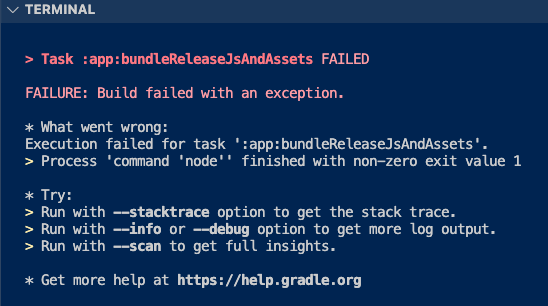 TERMINAL
> Task :app:bundleReleaseJsAndAssets FAILED
FAILURE: Build failed with an exception.
* What went wrong:
Execution failed for task ':app:bundleReleaseJsAndAssets'.
> Process 'command 'node'' finished with non-zero exit value 1
* Try:
> Run with --stacktrace option to get the stack trace.
> Run with --info or --debug option to get more log output.
> Run with --scan to get full insights.
* Get more help at https://help.gradle.org